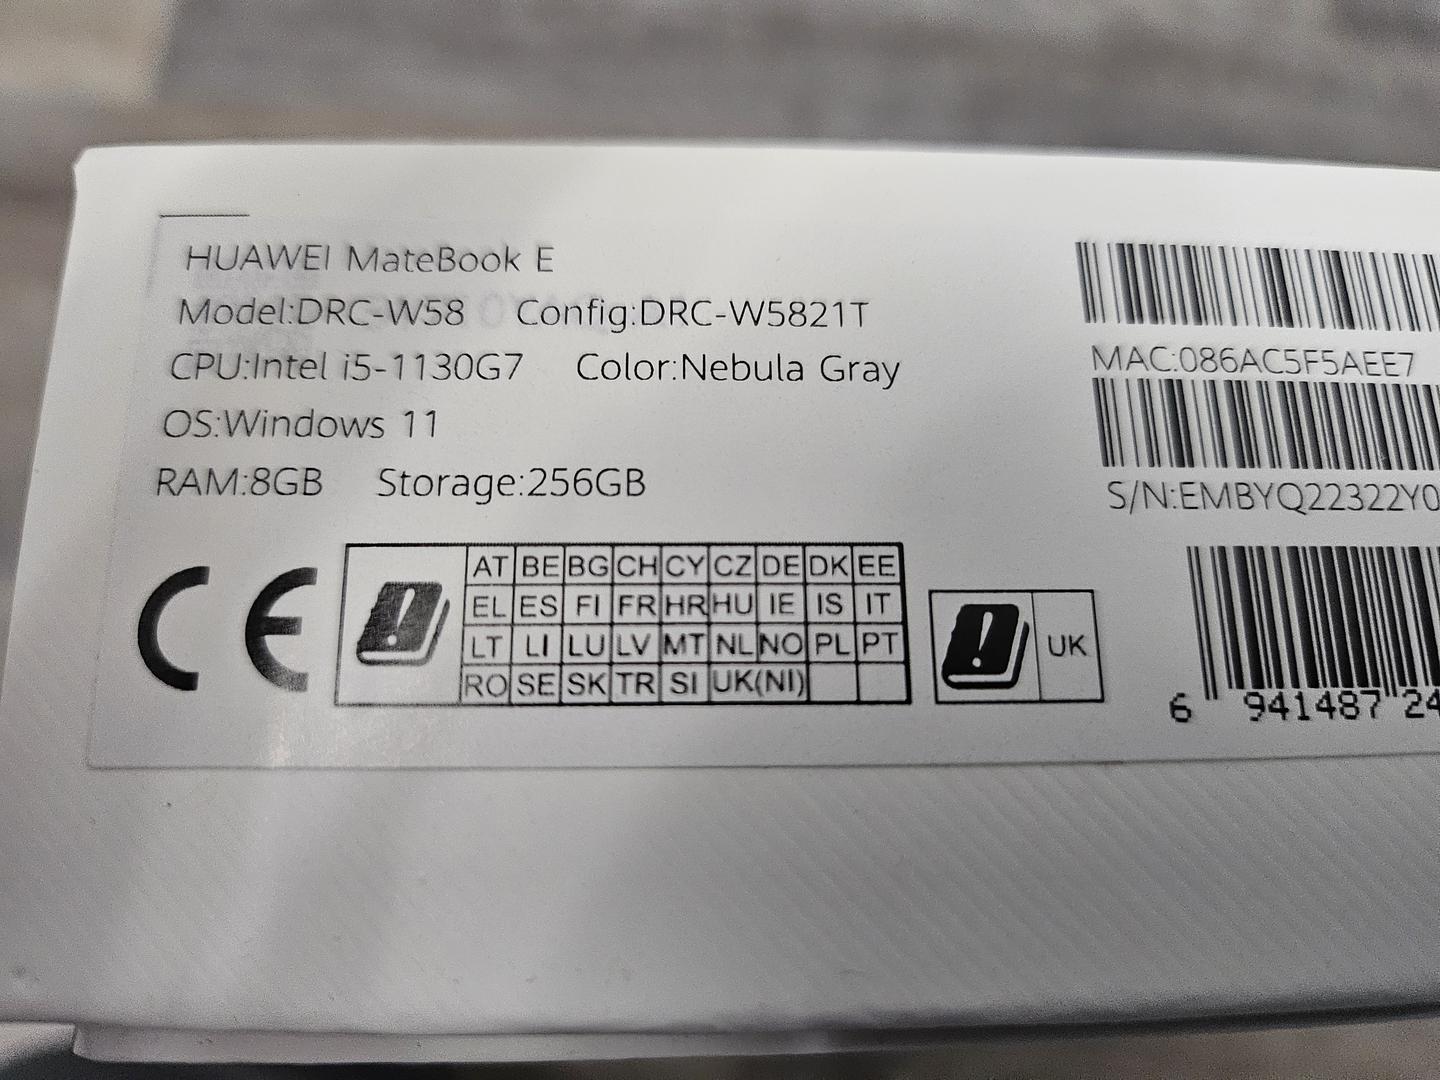 HUAWEI MateBook E
Model:DRC-W58 Config:DRC-W5821T
CPU:Intel i5-1130G7 Color:Nebula Gray
OS:Windows 11
RAM:8GB Storage:256GB
CE
AT BE BG CH CY CZ DE DK EE
EL ES FI FR HR HU IE IS IT
LT LI LU LV MT NL NO PL PT
RO SE SK TR SI UK(NI)
UK
MAC:086AC5F5AEE7
S/N:EMBYQ22322Y0
6 941487 24